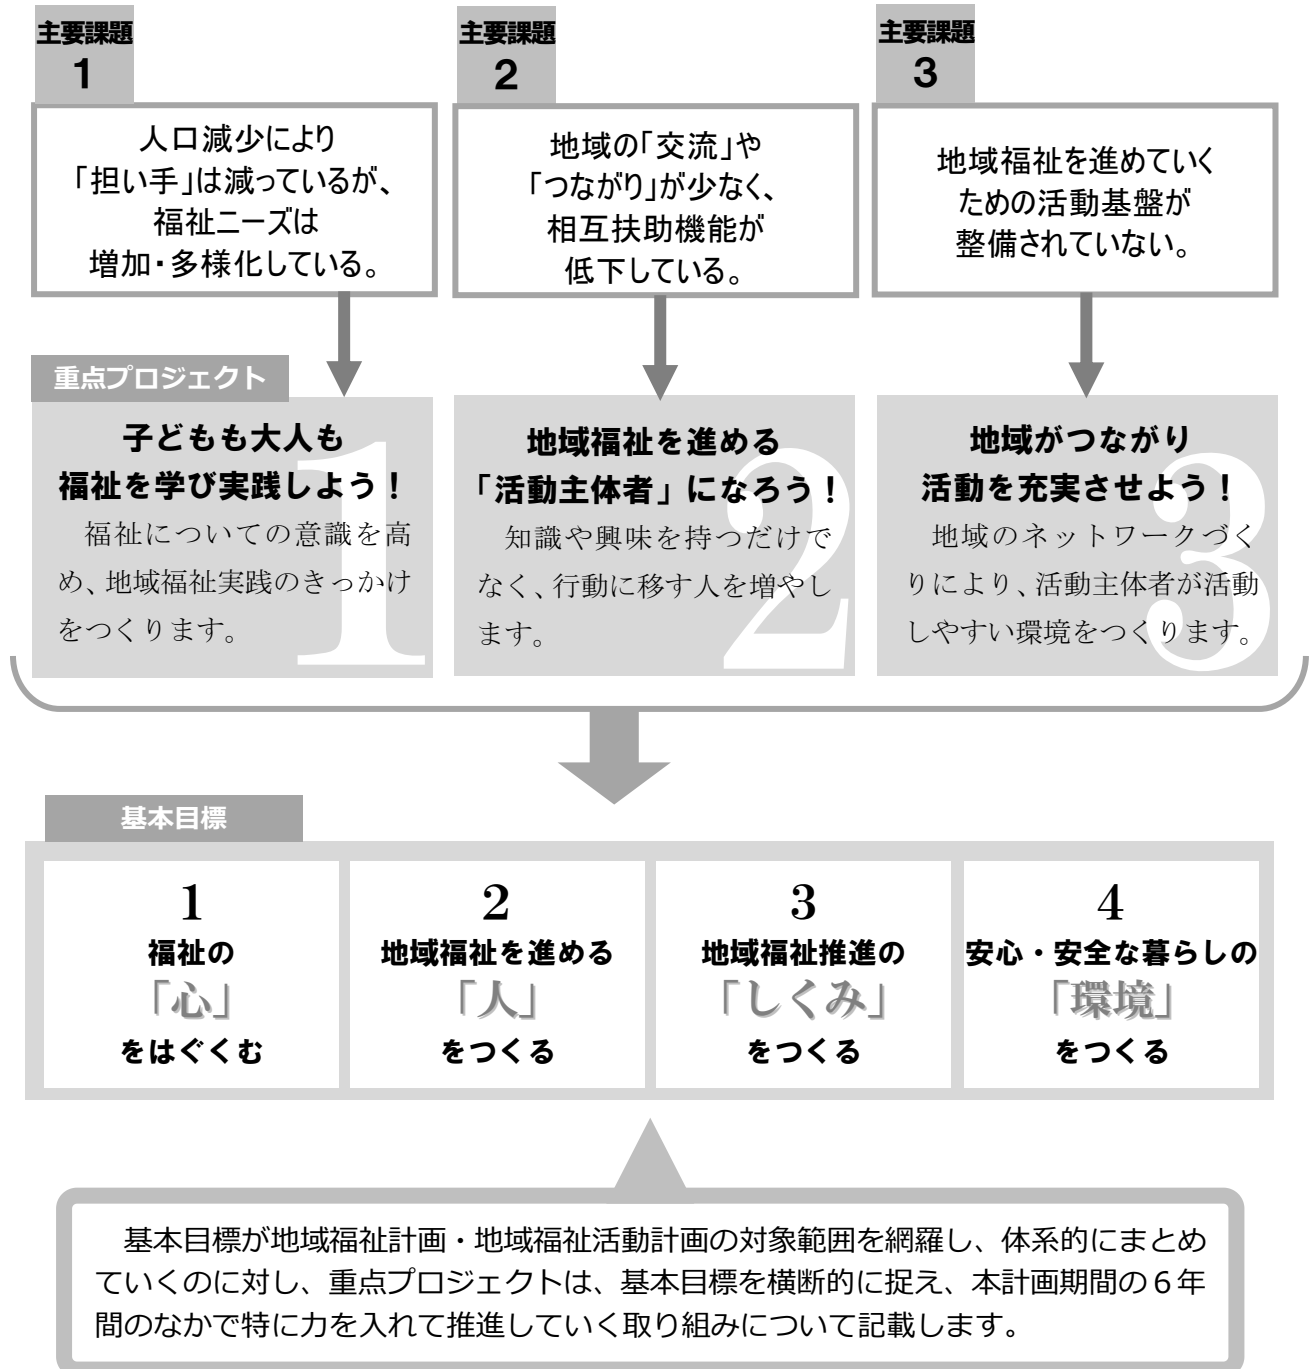 主要課題
1
人口減少により
「担い手」は減っているが、
福祉ニーズは
増加・多様化している。
主要課題
2
地域の「交流」や
「つながり」が少なく、
相互扶助機能が
低下している。
主要課題
3
地域福祉を進めていく
ための活動基盤が
整備されていない。
重点プロジェクト
1
子どもも大人も
福祉を学び実践しよう！
福祉についての意識を高
め、地域福祉実践のきっかけ
をつくります。
2
地域福祉を進める
「活動主体者」になろう！
知識や興味を持つだけで
なく、行動に移す人を増やし
ます。
3
地域がつながり
活動を充実させよう！
地域のネットワークづく
りにより、活動主体者が活動
しやすい環境をつくります。
基本目標
1
福祉の
「心」
をはぐくむ
2
地域福祉を進める
「人」
をつくる
3
地域福祉推進の
「しくみ」
をつくる
4
安心・安全な暮らしの
「環境」
をつくる
基本目標が地域福祉計画・地域福祉活動計画の対象範囲を網羅し、体系的にまとめ
ていくのに対し、重点プロジェクトは、基本目標を横断的に捉え、本計画期間の６年
間のなかで特に力を入れて推進していく取り組みについて記載します。